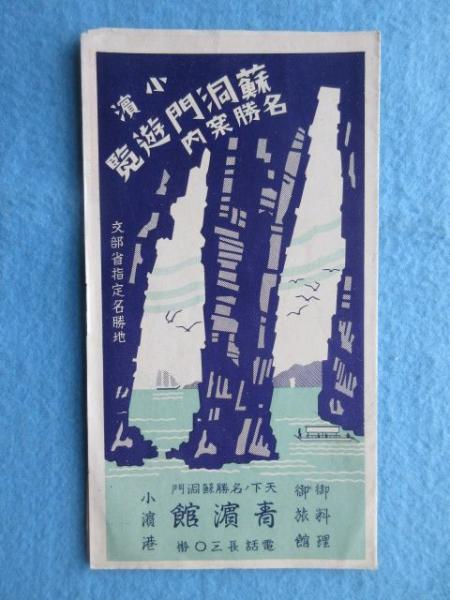 小濱
蘇洞門遊覧
名勝案内
文部省指定名勝地
天下ノ名勝蘇洞門
御料理
御旅館
青濱館
小濱港
電話長三〇番